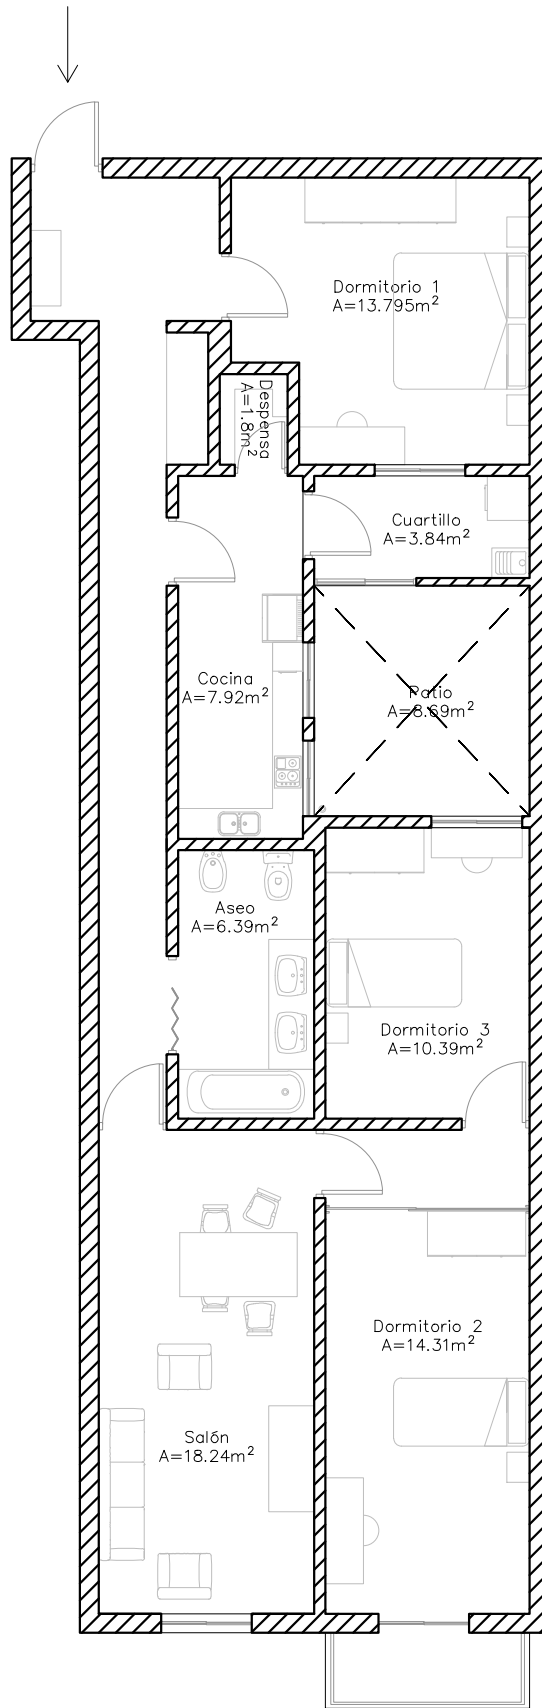 Dormitorio 1
A=13.795m²
Despensa
A=1.8m²
Cuartillo
A=3.84m²
Cocina
A=7.92m²
Patio
A=8.69m²
Aseo
A=6.39m²
Dormitorio 3
A=10.39m²
Dormitorio 2
A=14.31m²
Salón
A=18.24m²